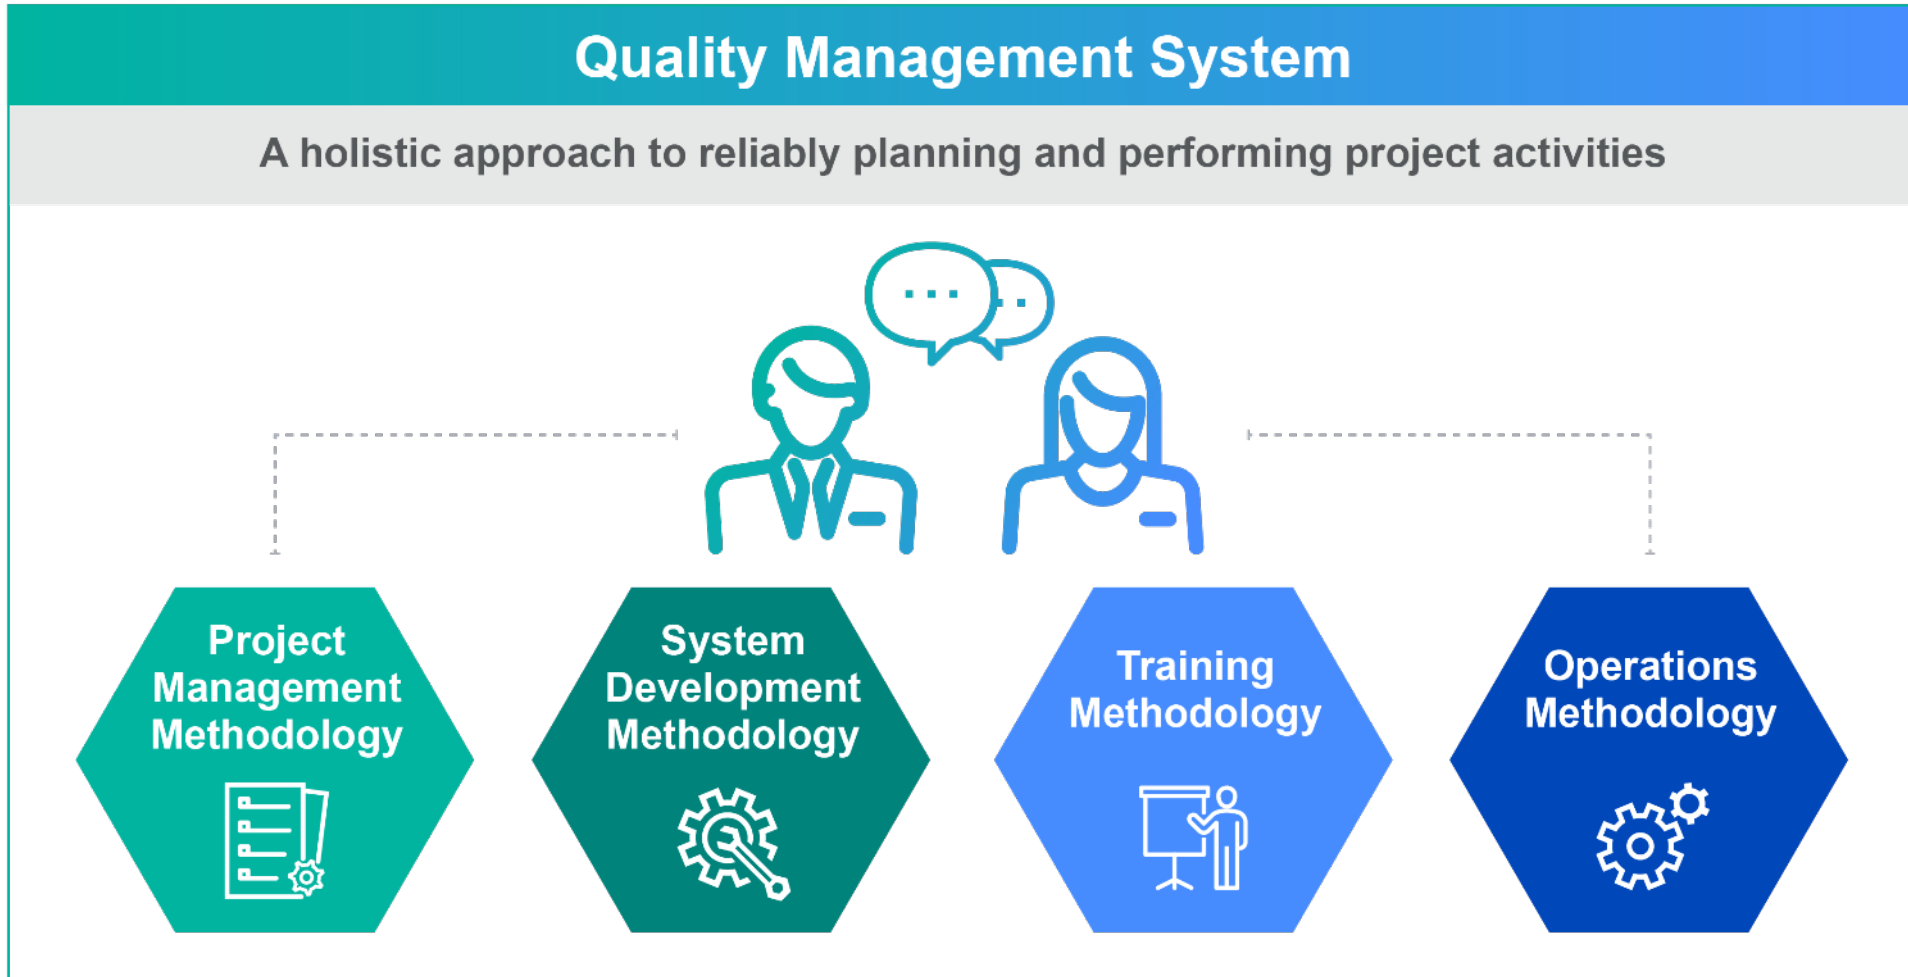 Quality Management System
A holistic approach to reliably planning and performing project activities
Project
Management
Methodology
System
Development
Methodology
Training
Methodology
Operations
Methodology